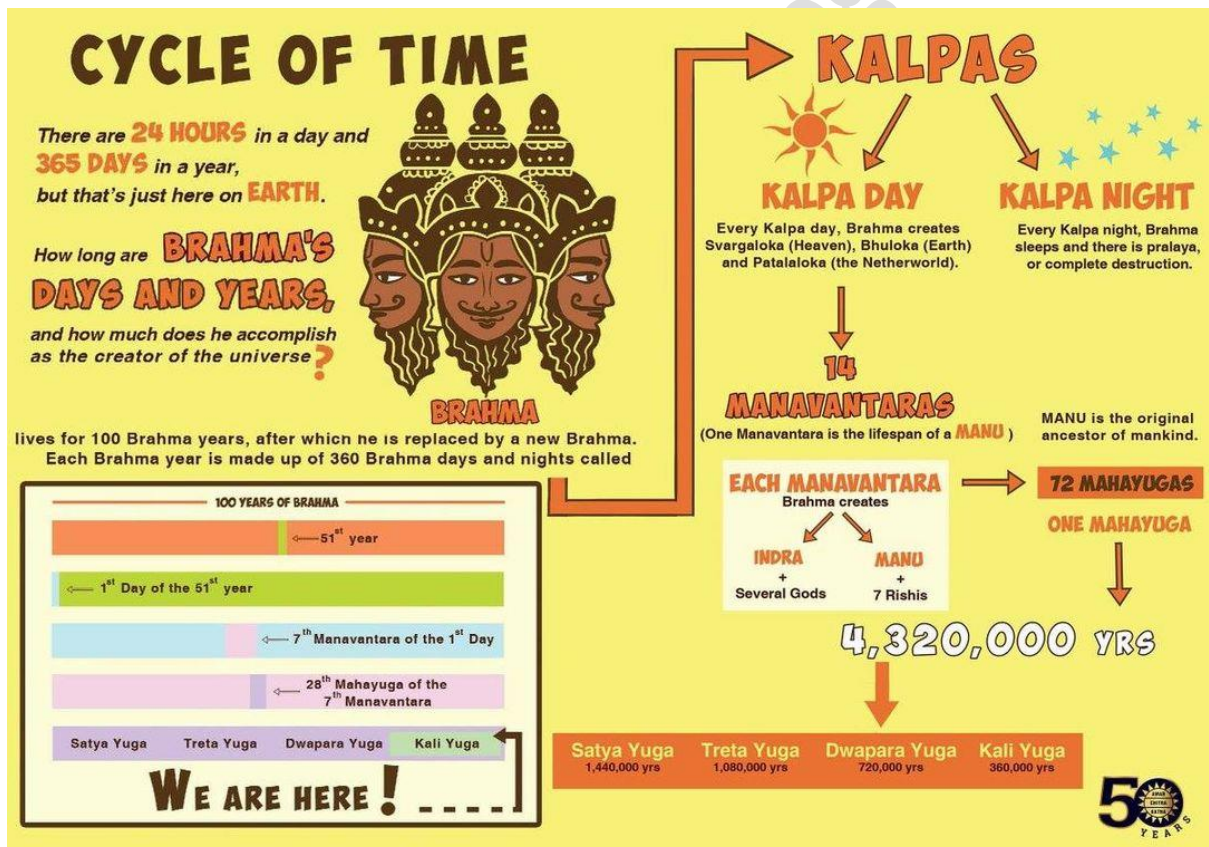 CYCLE OF TIME
There are 24 HOURS in a day and
365 DAYS in a year,
but that's just here on EARTH.
How long are BRAHMA'S
DAYS AND YEARS,
and how much does he accomplish
as the creator of the universe?
BRAHMA
lives for 100 Brahma years, after which he is replaced by a new Brahma.
Each Brahma year is made up of 360 Brahma days and nights called
KALPAS
KALPA DAY
Every Kalpa day, Brahma creates
Svargaloka (Heaven), Bhuloka (Earth)
and Patalaloka (the Netherworld).
KALPA NIGHT
Every Kalpa night, Brahma
sleeps and there is pralaya,
or complete destruction.
14
MANAVANTARAS
(One Manavantara is the lifespan of a MANU )
MANU is the original
ancestor of mankind.
EACH MANAVANTARA
Brahma creates
INDRA
+
Several Gods
MANU
+
7 Rishis
72 MAHAYUGAS
ONE MAHAYUGA
4,320,000 YRS
Satya Yuga
1,440,000 yrs
Treta Yuga
1,080,000 yrs
Dwapara Yuga
720,000 yrs
Kali Yuga
360,000 yrs
100 YEARS OF BRAHMA
51st year
1st Day of the 51st year
7th Manavantara of the 1st Day
28th Mahayuga of the
7th Manavantara
Satya Yuga Treta Yuga Dwapara Yuga Kali Yuga
WE ARE HERE!
50
AMAR
CHITRA
KATHA
YEARS